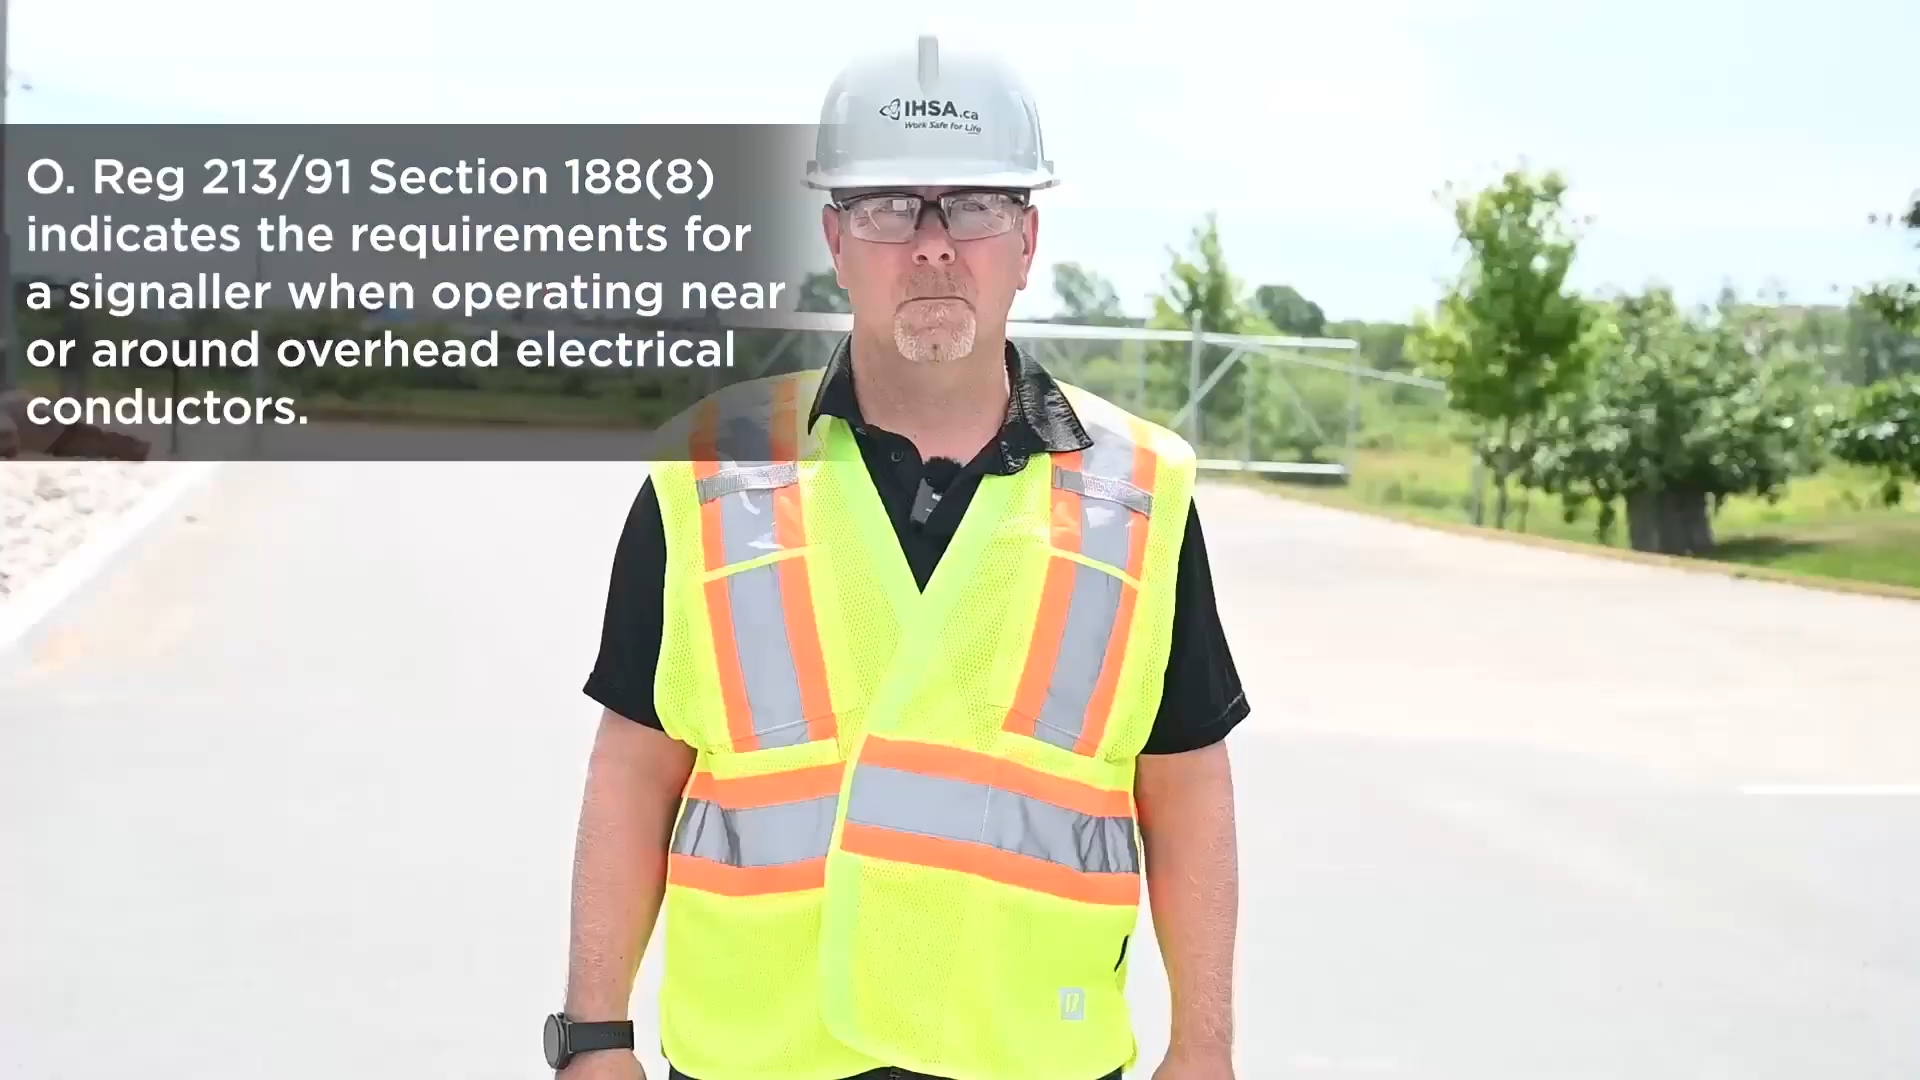 IHSA.ca
Work Safe for Life
O. Reg 213/91 Section 188(8)
indicates the requirements for
a signaller when operating near
or around overhead electrical
conductors.